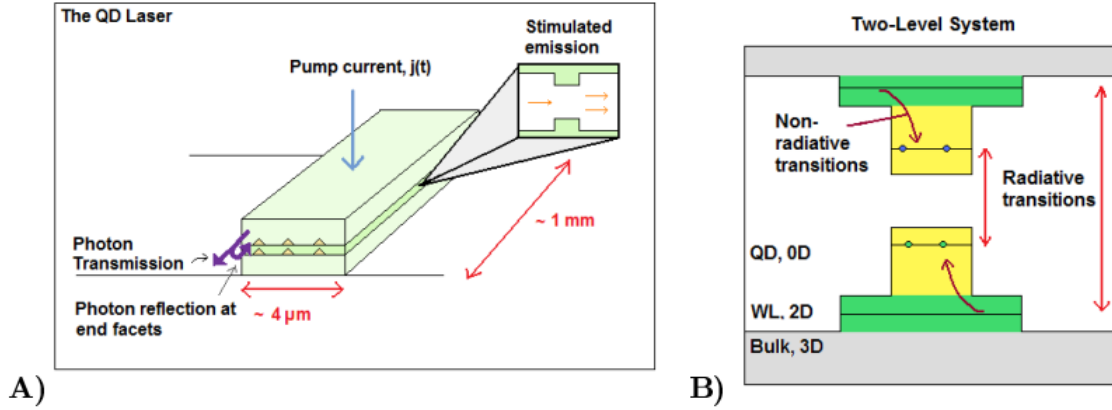 The QD Laser
Stimulated
emission
Pump current, j(t)
~ 1 mm
Photon
Transmission
Photon reflection at
end facets
~ 4 µm
A)
Two-Level System
Non-
radiative
transitions
Radiative
transitions
QD, 0D
WL, 2D
Bulk, 3D
B)